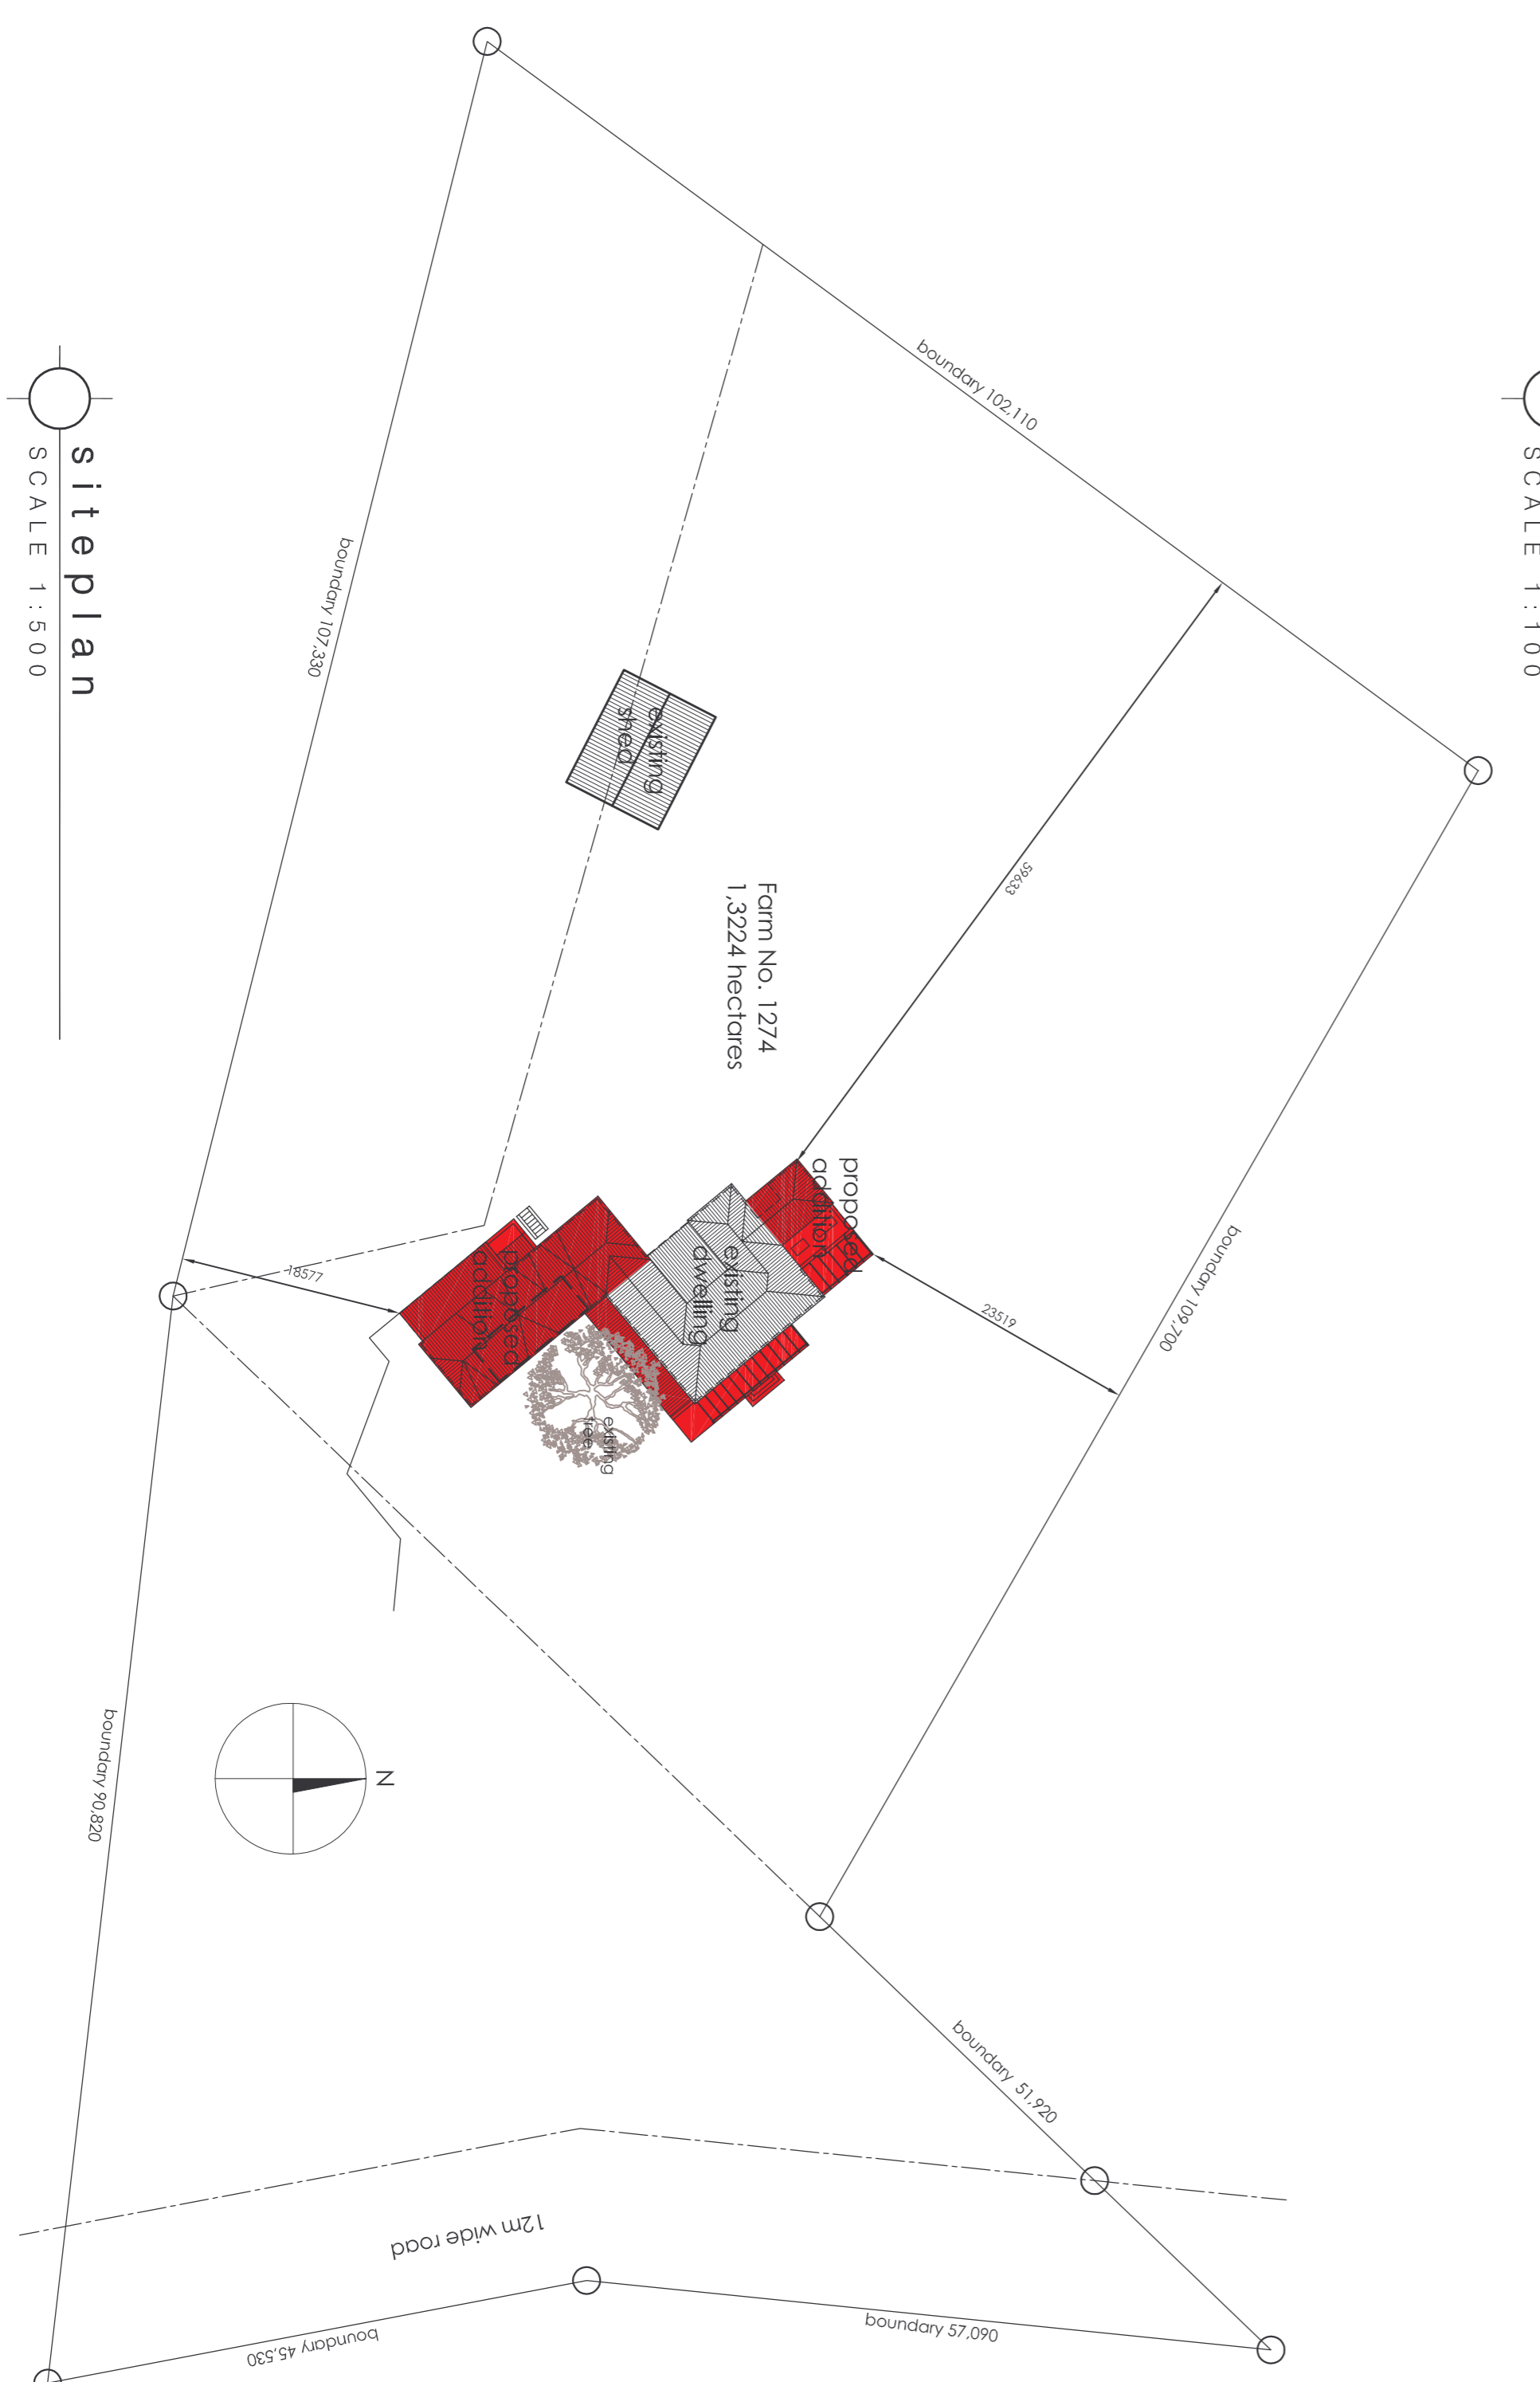 siteplan
SCALE 1:500
SCALE 1:100
boundary 102,110
boundary 107,330
existing
shed
59633
Farm No. 1274
1,3224 hectares
proposed
addition
boundary 109,700
existing
dwelling
23519
proposed
addition
18577
existing
tree
N
boundary 90,820
boundary 51,920
12m wide road
boundary 57,090
boundary 45,530